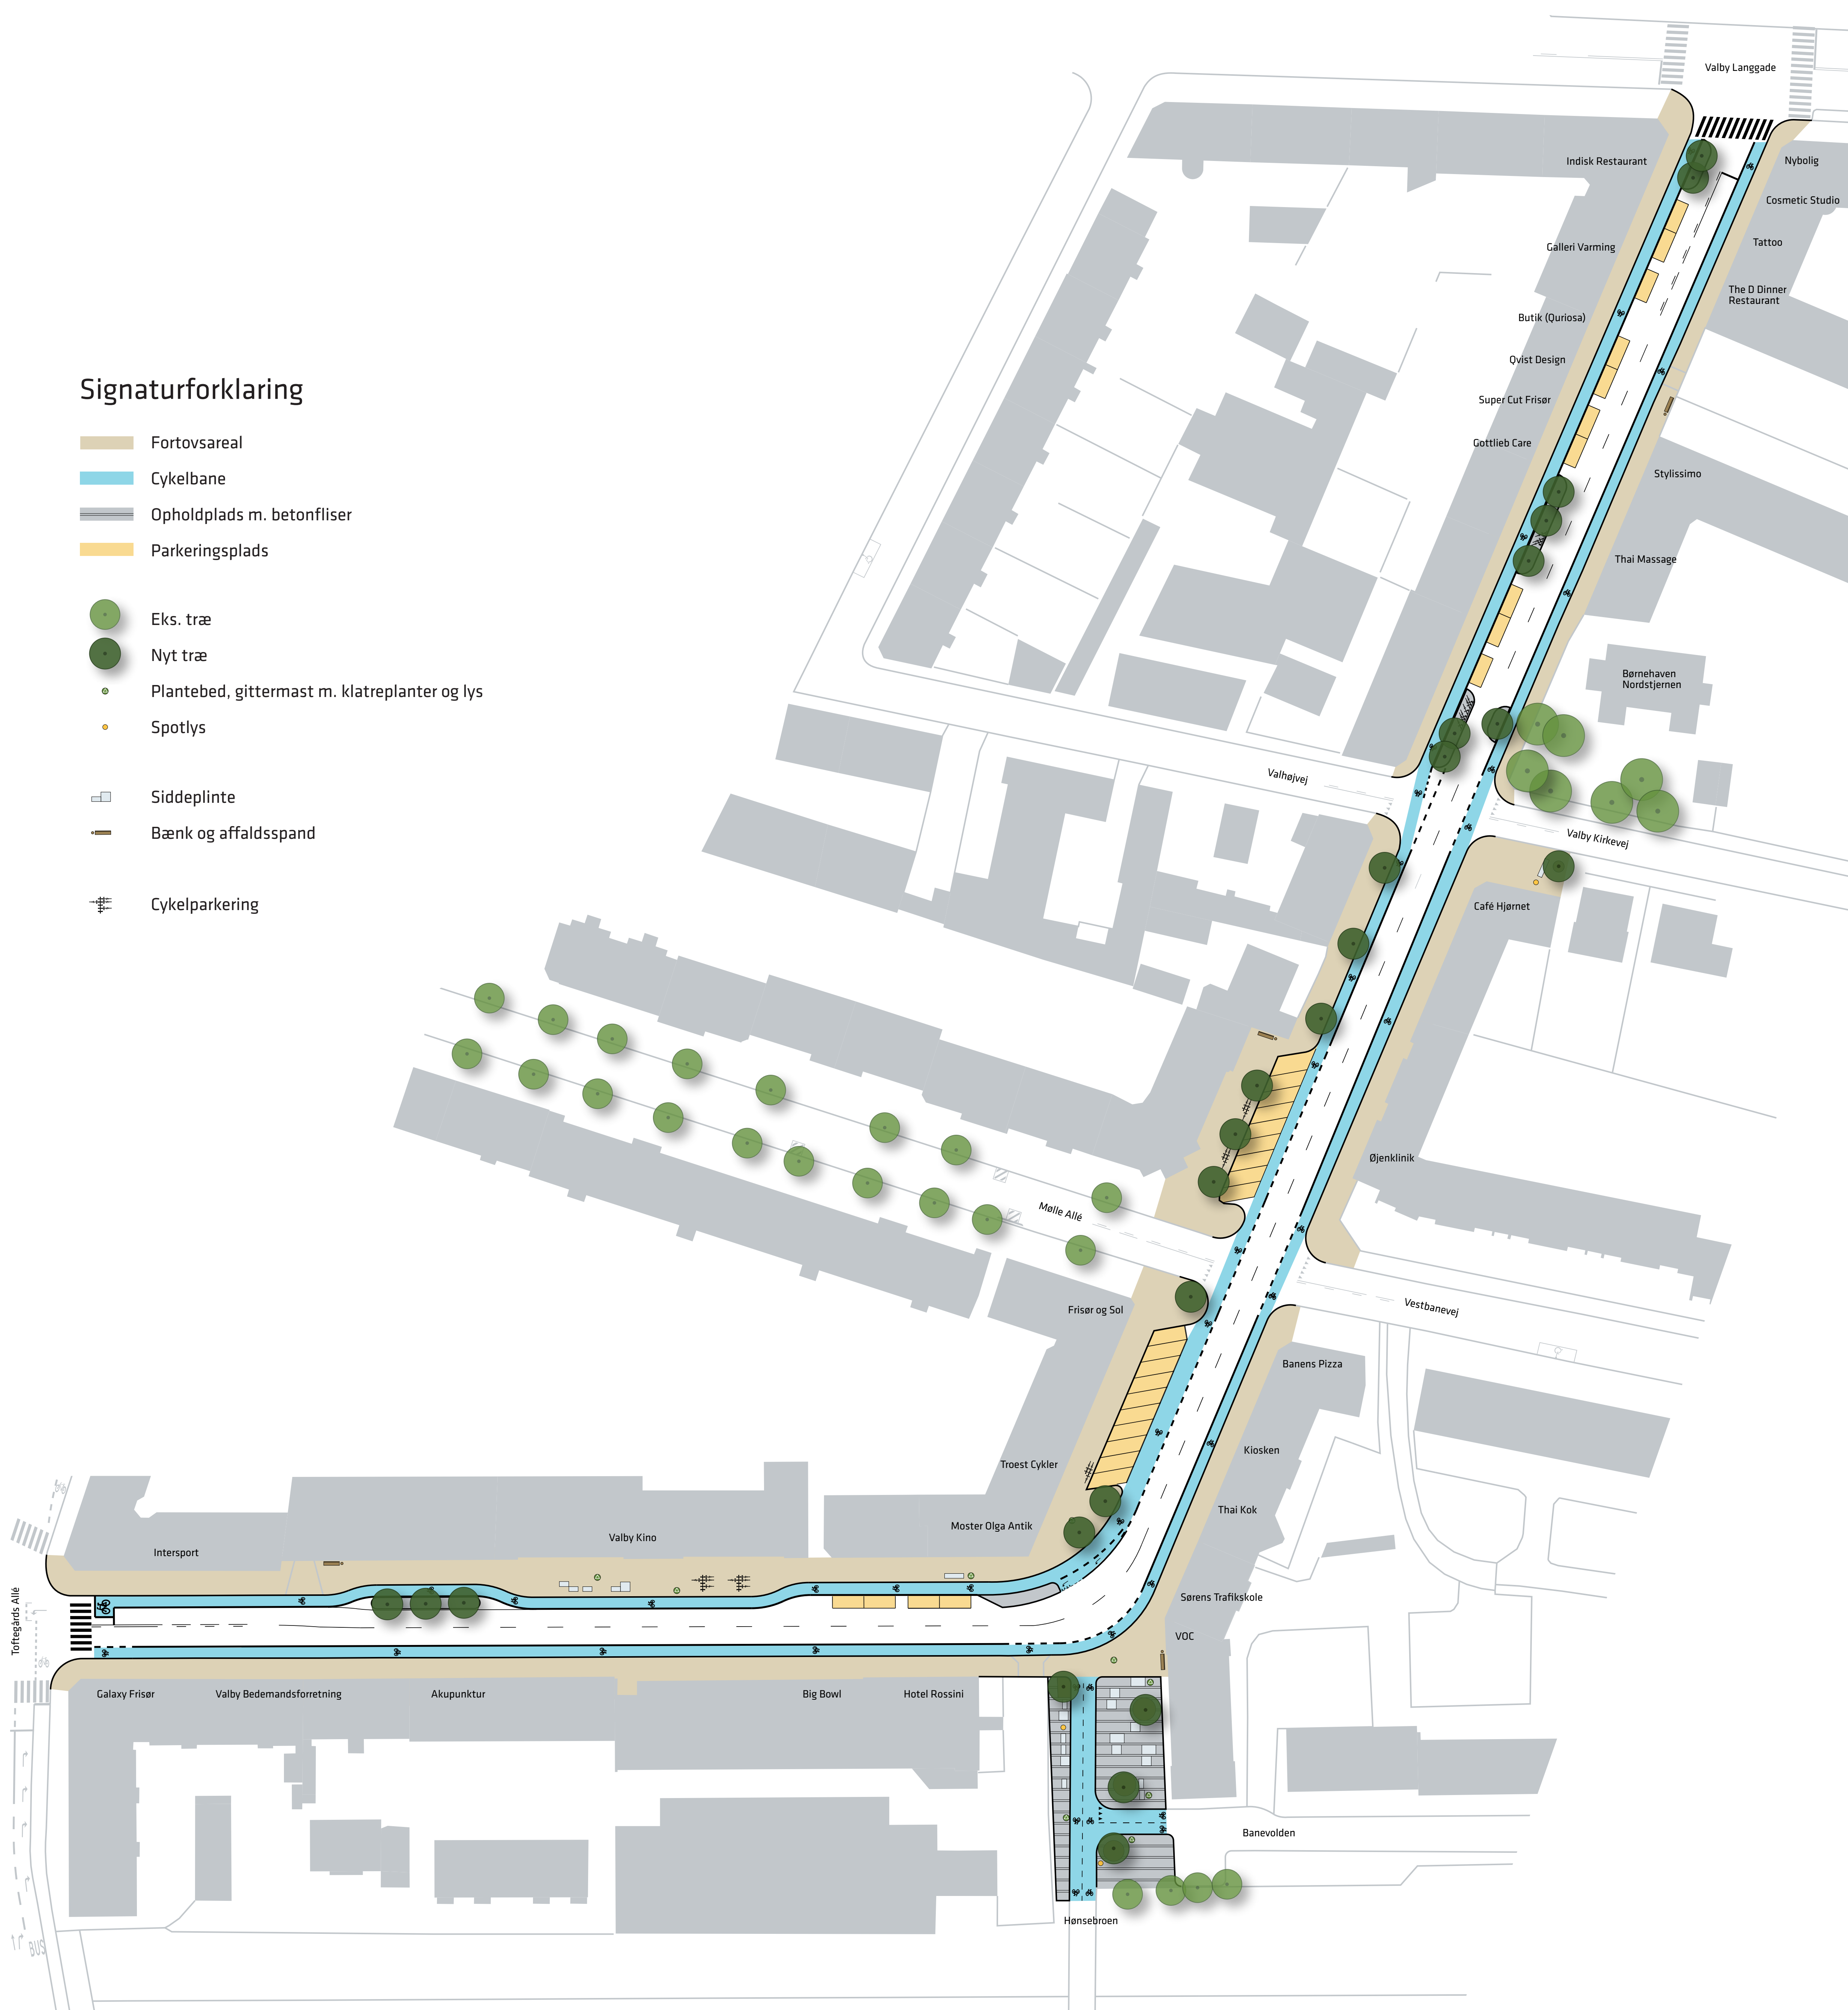 Valby Langgade
Indisk Restaurant
Nybolig
Cosmetic Studio
Galleri Varming
Tattoo
The D Dinner
Restaurant
Butik (Quriosa)
Qvist Design
Super Cut Frisør
Gottlieb Care
Stylissimo
Thai Massage
Børnehaven
Nordstjernen
Valhøjvej
Valby Kirkevej
Café Hjørnet
Signaturforklaring
Fortovsareal
Cykelbane
Opholdplads m. betonfliser
Parkeringsplads
Eks. træ
Nyt træ
Plantebed, gittermast m. klatreplanter og lys
Spotlys
Siddeplinte
Bænk og affaldsspand
Cykelparkering
Øjenklinik
Mølle Allé
Vestbanevej
Frisør og Sol
Banens Pizza
Kiosken
Troest Cykler
Thai Kok
Moster Olga Antik
Valby Kino
Intersport
Toftegårds Allé
Sørens Trafikskole
VOC
Galaxy Frisør
Valby Bedemandsforretning
Akupunktur
Big Bowl
Hotel Rossini
Banevolden
Hønsebroen
BUS